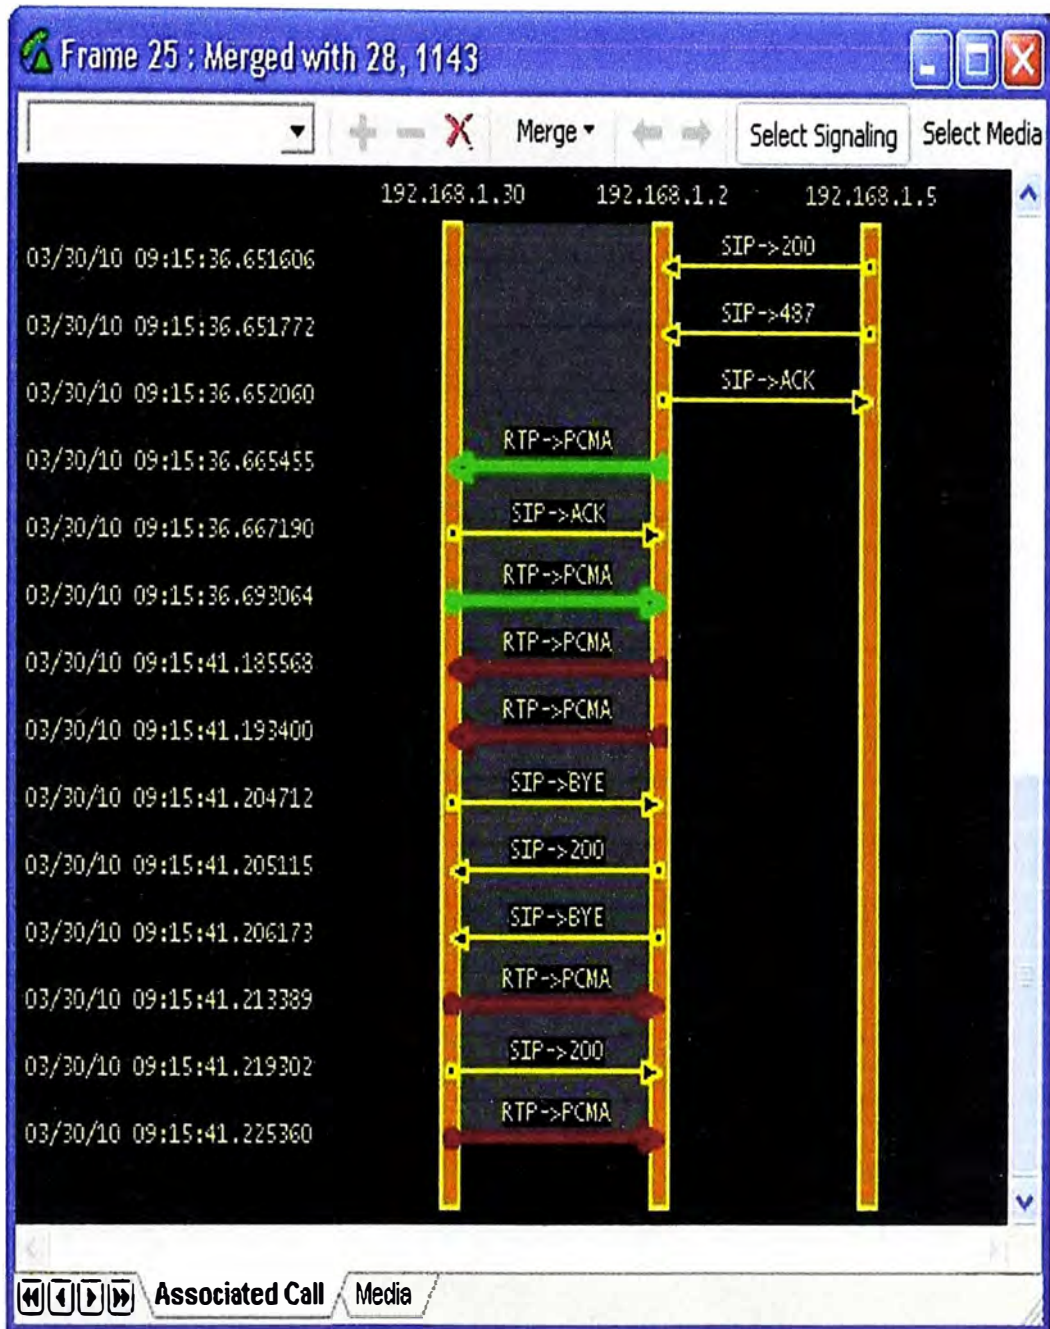 Frame 25 : Merged with 28, 1143
Merge Select Signaling Select Media
192.168.1.30 192.168.1.2 192.168.1.5
03/30/10 09:15:36.651606 SIP->200
03/30/10 09:15:36.651772 SIP->487
03/30/10 09:15:36.652060 SIP->ACK
03/30/10 09:15:36.665455 RTP->PCMA
03/30/10 09:15:36.667190 SIP->ACK
03/30/10 09:15:36.693064 RTP->PCMA
03/30/10 09:15:41.185568 RTP->PCMA
03/30/10 09:15:41.193400 RTP->PCMA
03/30/10 09:15:41.204712 SIP->BYE
03/30/10 09:15:41.205115 SIP->200
03/30/10 09:15:41.206173 SIP->BYE
03/30/10 09:15:41.213389 RTP->PCMA
03/30/10 09:15:41.219302 SIP->200
03/30/10 09:15:41.225360 RTP->PCMA
Associated Call Media